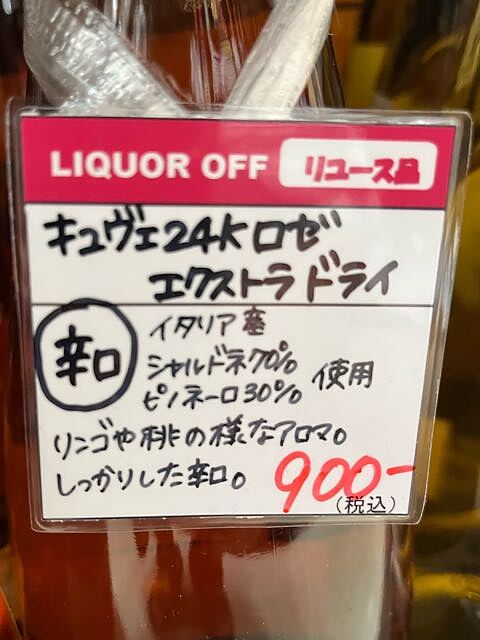 LIQUOR OFF リユース品
キュヴェ24Kロゼ
エクストラドライ
辛口
イタリア産
シャルドネ70%
ピノネーロ30%
使用
リンゴや桃の様なアロマ。
しっかりした辛口。
900-
(税込)